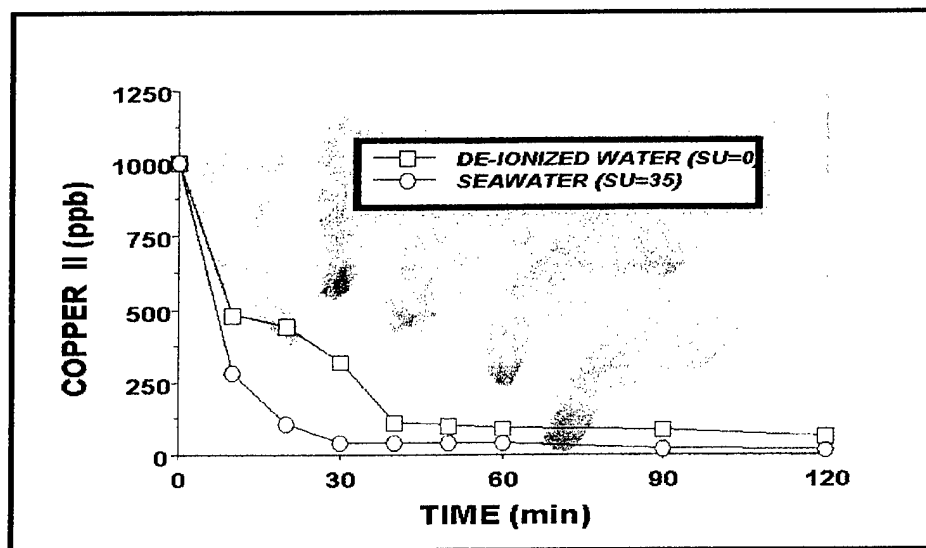 1250
1000
750
500
250
0
COPPER II (ppb)
DE-IONIZED WATER (SU=0)
SEAWATER (SU=35)
0 30 60 90 120
TIME (min)